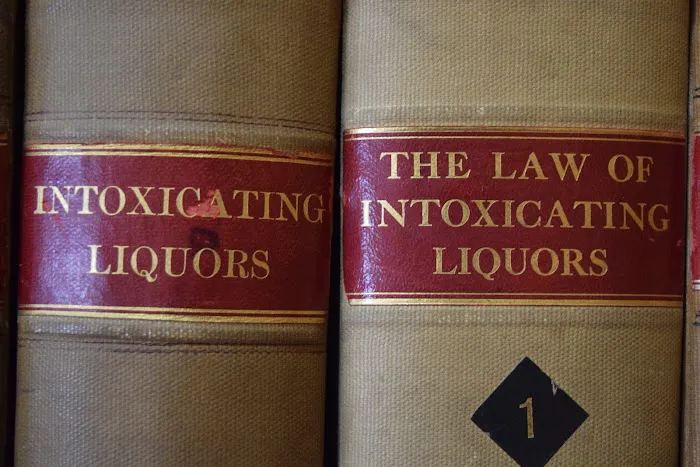 INTOXICATING
LIQUORS
THE LAW OF
INTOXICATING
LIQUORS
1